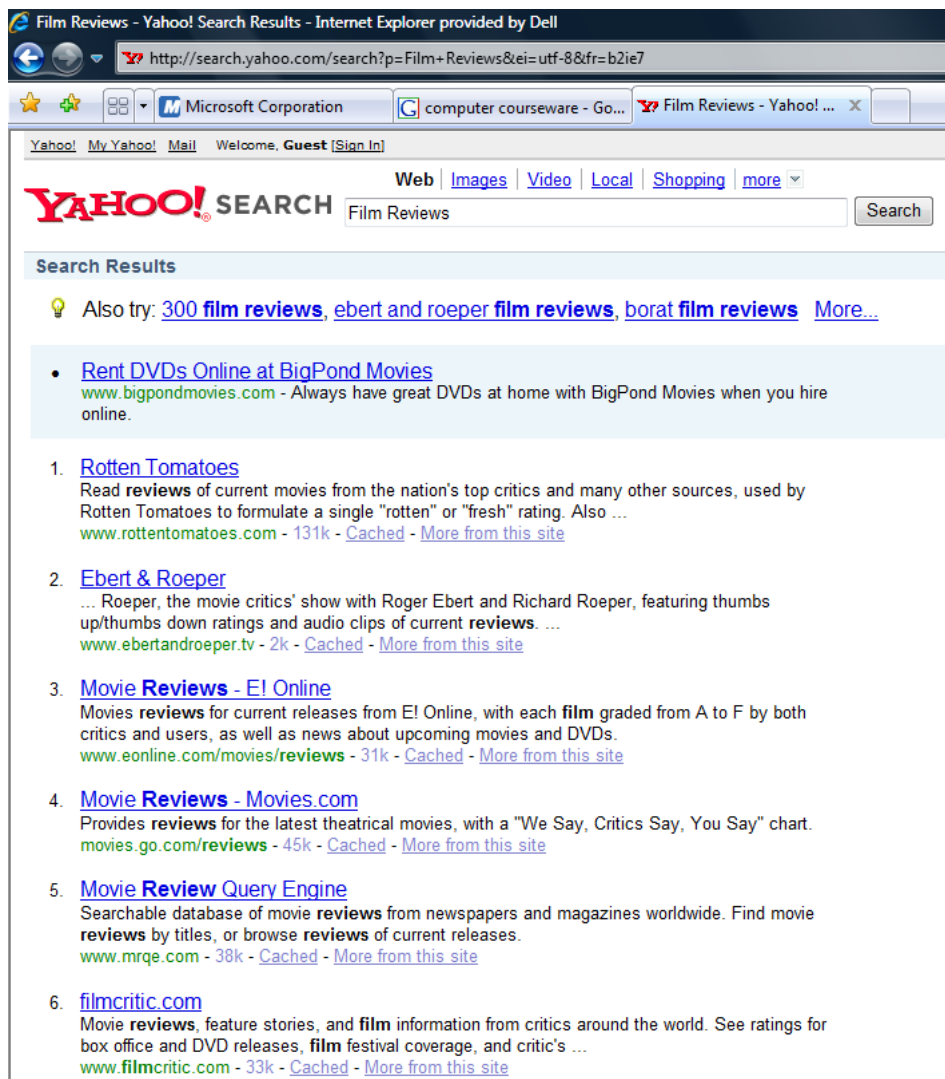 Film Reviews - Yahoo! Search Results - Internet Explorer provided by Dell
http://search.yahoo.com/search?p=Film+Reviews&ei=utf-8&fr=b2ie7
Microsoft Corporation computer courseware - Go... Film Reviews - Yahoo! ... X
Yahoo! My Yahoo! Mail Welcome, Guest [Sign In]
Web | Images | Video | Local | Shopping | more
YAHOO! SEARCH Film Reviews Search
Search Results
Also try: 300 film reviews, ebert and roeper film reviews, borat film reviews More...
• Rent DVDs Online at BigPond Movies
www.bigpondmovies.com - Always have great DVDs at home with BigPond Movies when you hire
online.
1. Rotten Tomatoes
Read reviews of current movies from the nation's top critics and many other sources, used by
Rotten Tomatoes to formulate a single "rotten" or "fresh" rating. Also ...
www.rottentomatoes.com - 131k - Cached - More from this site
2. Ebert & Roeper
... Roeper, the movie critics' show with Roger Ebert and Richard Roeper, featuring thumbs
up/thumbs down ratings and audio clips of current reviews. ...
www.ebertandroeper.tv - 2k - Cached - More from this site
3. Movie Reviews - E! Online
Movies reviews for current releases from E! Online, with each film graded from A to F by both
critics and users, as well as news about upcoming movies and DVDs.
www.eonline.com/movies/reviews - 31k - Cached - More from this site
4. Movie Reviews - Movies.com
Provides reviews for the latest theatrical movies, with a "We Say, Critics Say, You Say" chart.
movies.go.com/reviews - 45k - Cached - More from this site
5. Movie Review Query Engine
Searchable database of movie reviews from newspapers and magazines worldwide. Find movie
reviews by titles, or browse reviews of current releases.
www.mrqe.com - 38k - Cached - More from this site
6. filmcritic.com
Movie reviews, feature stories, and film information from critics around the world. See ratings for
box office and DVD releases, film festival coverage, and critic's ...
www.filmcritic.com - 33k - Cached - More from this site